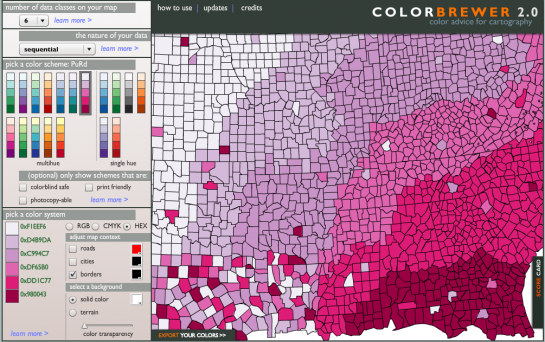 number of data classes on your map
6 learn more >
how to use | updates | credits
COLORBREWER 2.0
color advice for cartography
the nature of your data
sequential learn more >
pick a color scheme: PuRd
multihue single hue
(optional) only show schemes that are:
colorblind safe print friendly
photocopy-able learn more >
pick a color system
0xF1EEF6 RGB CMYK HEX
0xD4B9DA adjust map context
0xC994C7 roads
0xDF65B0 cities
0xDD1C77 borders
0x980043 select a background
solid color
terrain
learn more > color transparency
EXPORT YOUR COLORS >>
SCORE CARD